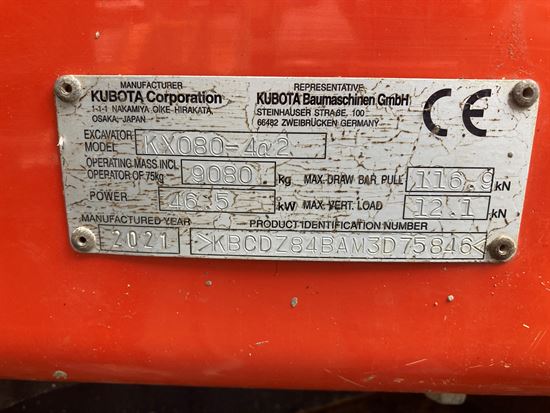 MANUFACTURER
KUBOTA Corporation
1-1-1 NAKAMIYA OIKE HIRAKATA
OSAKA, JAPAN
REPRESENTATIVE
KUBOTA Baumaschinen GmbH
STEINHAUSER STRAßE, 100
66482 ZWEIBRÜCKEN GERMANY
CE
EXCAVATOR
MODEL KX080-4α2
OPERATING MASS INCL.
OPERATOR OF 75kg 9080. kg MAX. DRAW BAR PULL 116.9 kN
POWER 46.5 kW MAX. VERT. LOAD 12.1 kN
MANUFACTURED YEAR PRODUCT IDENTIFICATION NUMBER
2021 >KBCDZ84BAM3D75846<